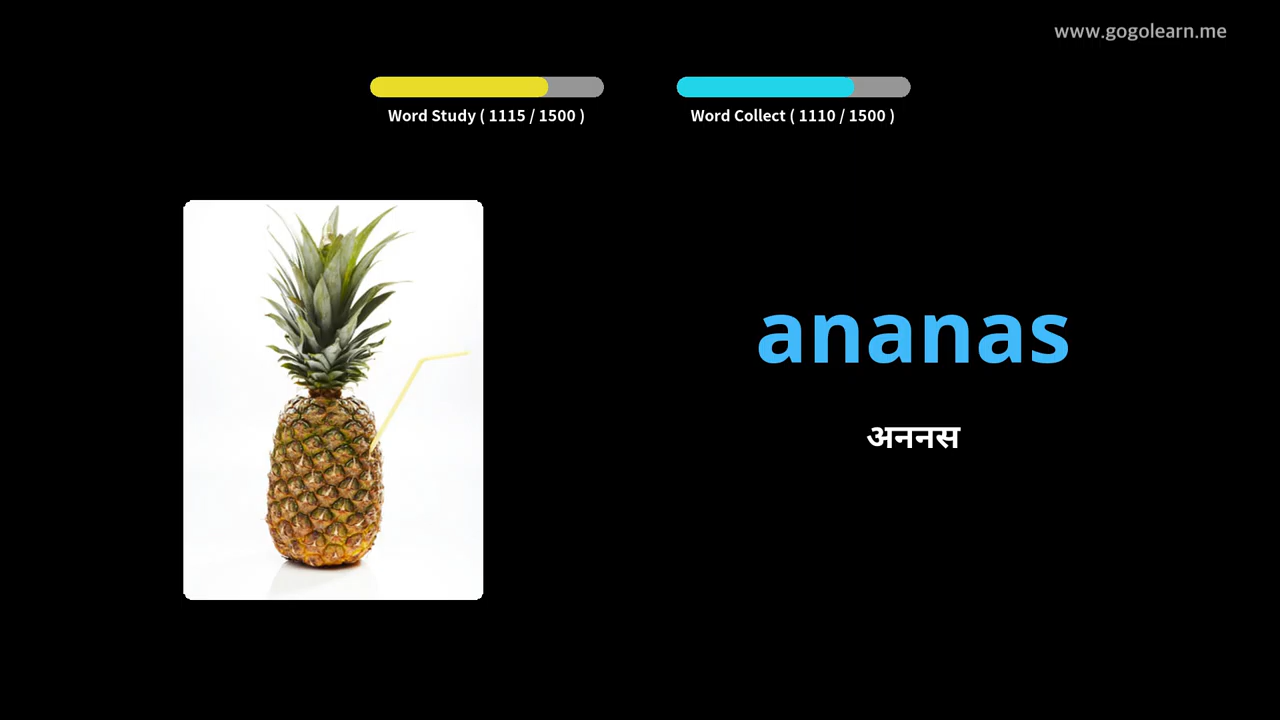 www.gogolearn.me
Word Study ( 1115 / 1500 )
Word Collect ( 1110 / 1500 )
ananas
अननस